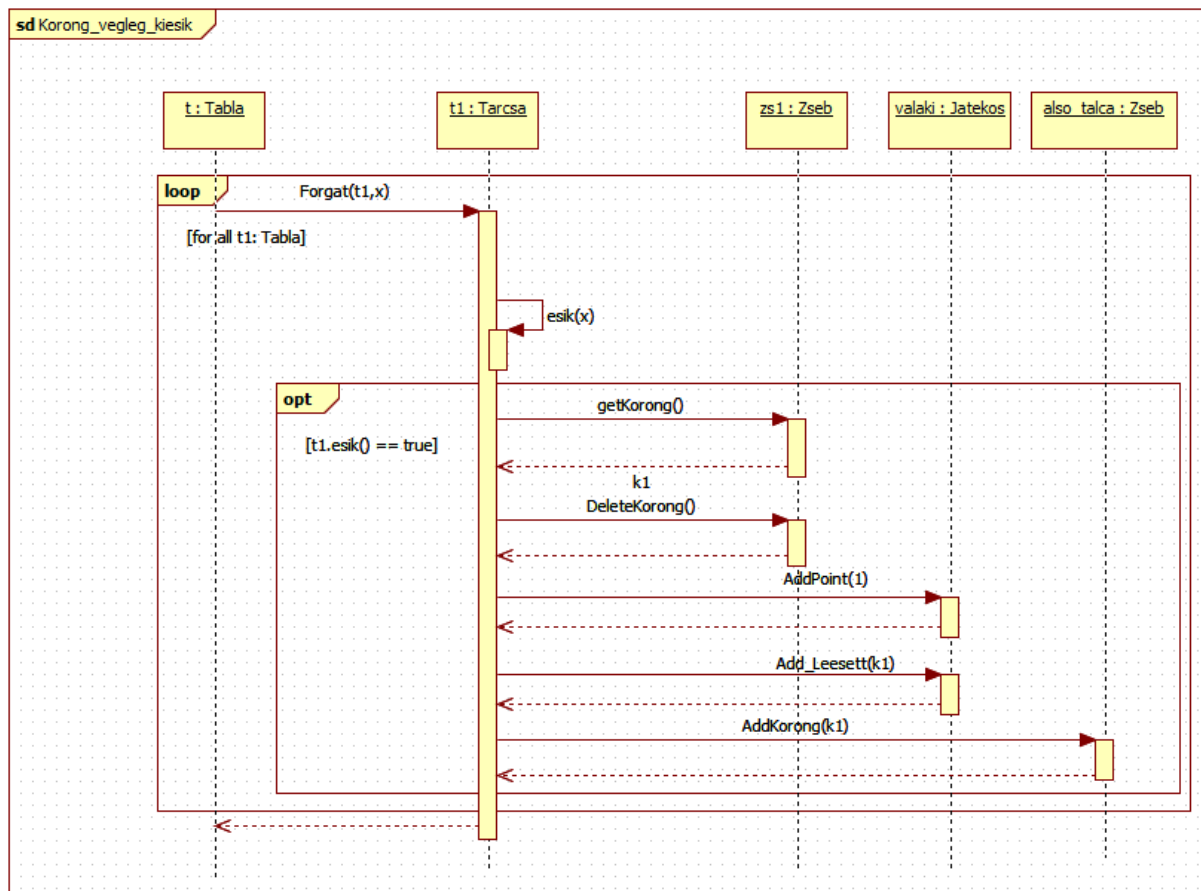 sd Korong_vegleg_kiesik
t : Tabla
t1 : Tarcsa
zs1 : Zseb
valaki : Jatekos
also_talca : Zseb
loop
Forgat(t1,x)
[for all t1: Tabla]
esik(x)
opt
getKorong()
[t1.esik() == true]
k1
DeleteKorong()
AddPoint(1)
Add_Leesett(k1)
AddKorong(k1)